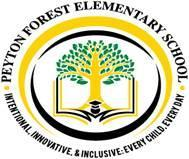 · PEYTON FOREST ELEMENTARY SCHOOL ·
INTENTIONAL, INNOVATIVE, & INCLUSIVE: EVERY CHILD, EVERY DAY